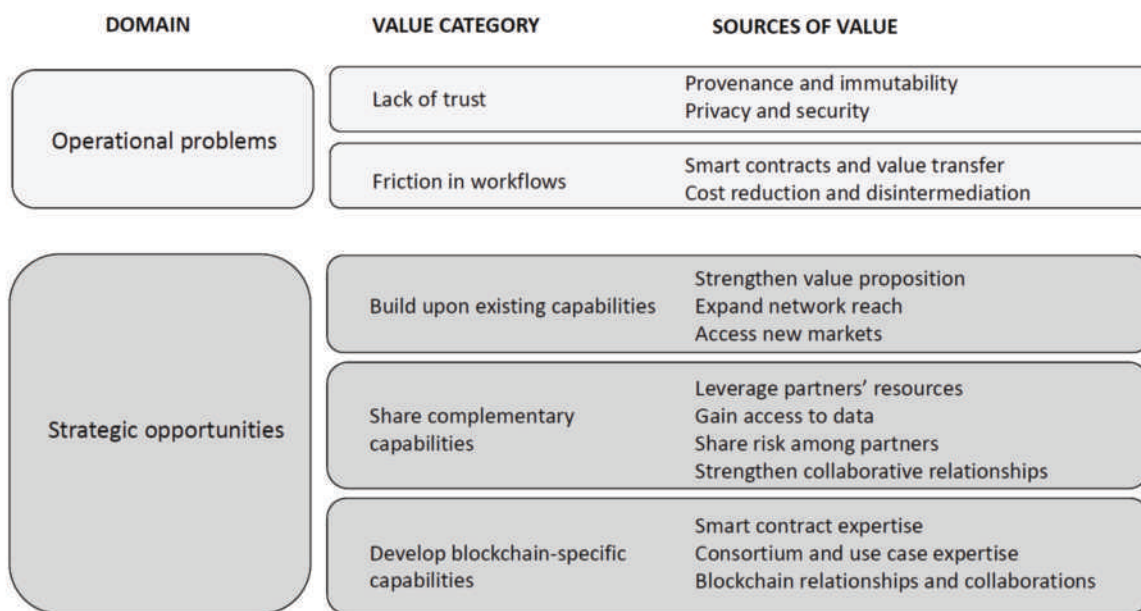 DOMAIN VALUE CATEGORY SOURCES OF VALUE
Operational problems
Lack of trust
Provenance and immutability
Privacy and security
Friction in workflows
Smart contracts and value transfer
Cost reduction and disintermediation
Strategic opportunities
Build upon existing capabilities
Strengthen value proposition
Expand network reach
Access new markets
Share complementary
capabilities
Leverage partners’ resources
Gain access to data
Share risk among partners
Strengthen collaborative relationships
Develop blockchain-specific
capabilities
Smart contract expertise
Consortium and use case expertise
Blockchain relationships and collaborations